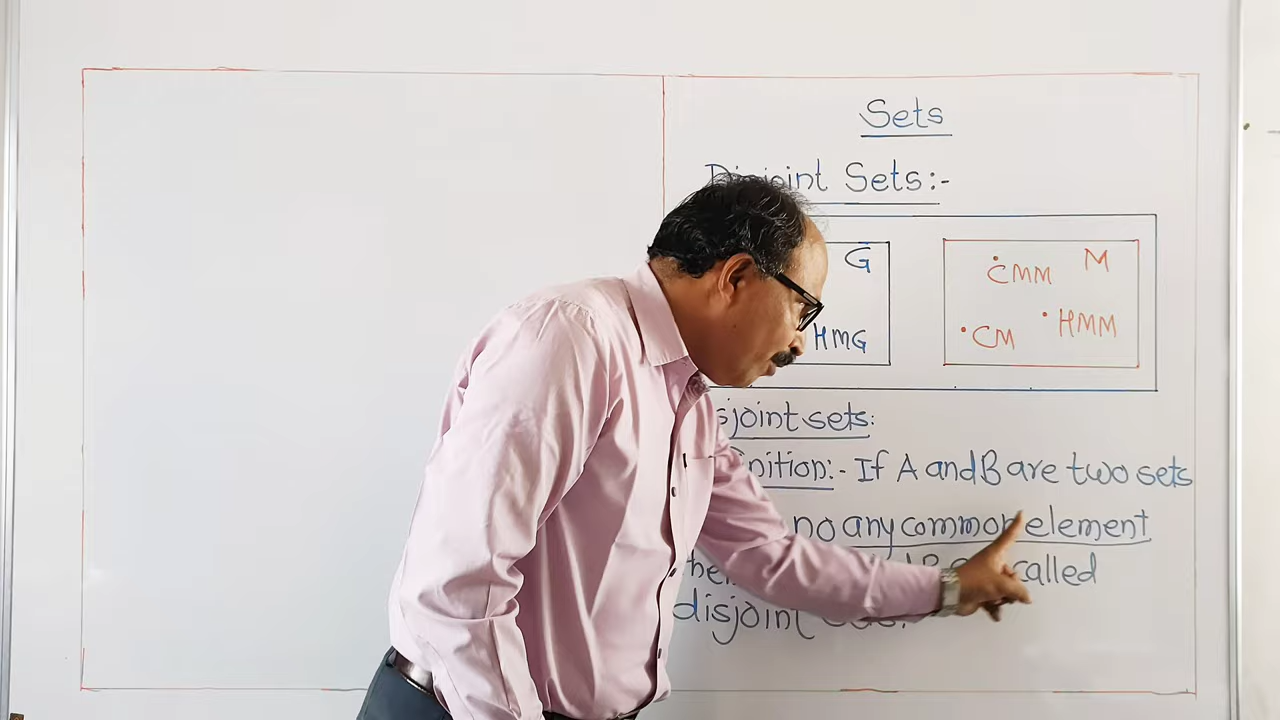 Sets
Disjoint Sets:-
G
HMG
CMM M
CM HMM
sjoint sets:
nition:- If A and B are two sets
no any common element
called
disjoint